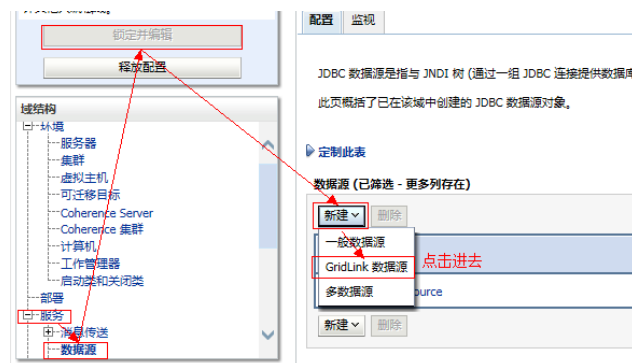 锁定并编辑
释放配置
域结构
环境
服务器
集群
虚拟主机
可迁移目标
Coherence Server
Coherence 集群
计算机
工作管理器
启动类和关闭类
部署
服务
消息传送
数据源
配置 监视
JDBC 数据源是指与 JNDI 树 (通过一组 JDBC 连接提供数据库
此页概括了已在该域中创建的 JDBC 数据源对象。
定制此表
数据源 (已筛选 - 更多列存在)
新建 删除
一般数据源
GridLink 数据源 点击进去
多数据源 ource
新建 删除